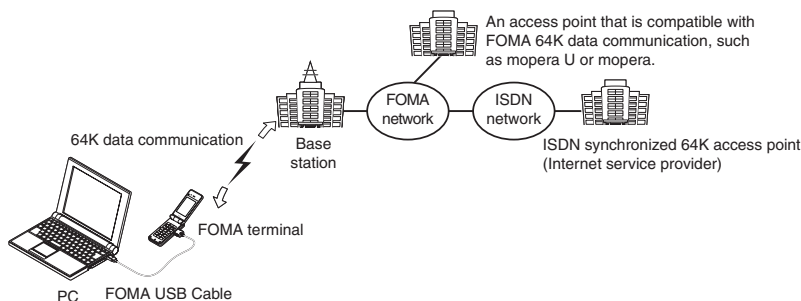 An access point that is compatible with
FOMA 64K data communication, such
as mopera U or mopera.
FOMA
network
ISDN
network
64K data communication
Base
station
ISDN synchronized 64K access point
(Internet service provider)
FOMA terminal
PC
FOMA USB Cable